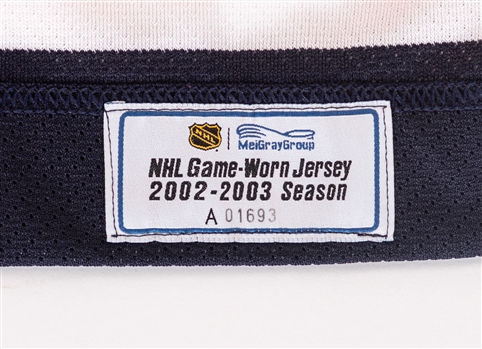 NHL MeiGrayGroup
NHL Game-Worn Jersey
2002-2003 Season
A 01693